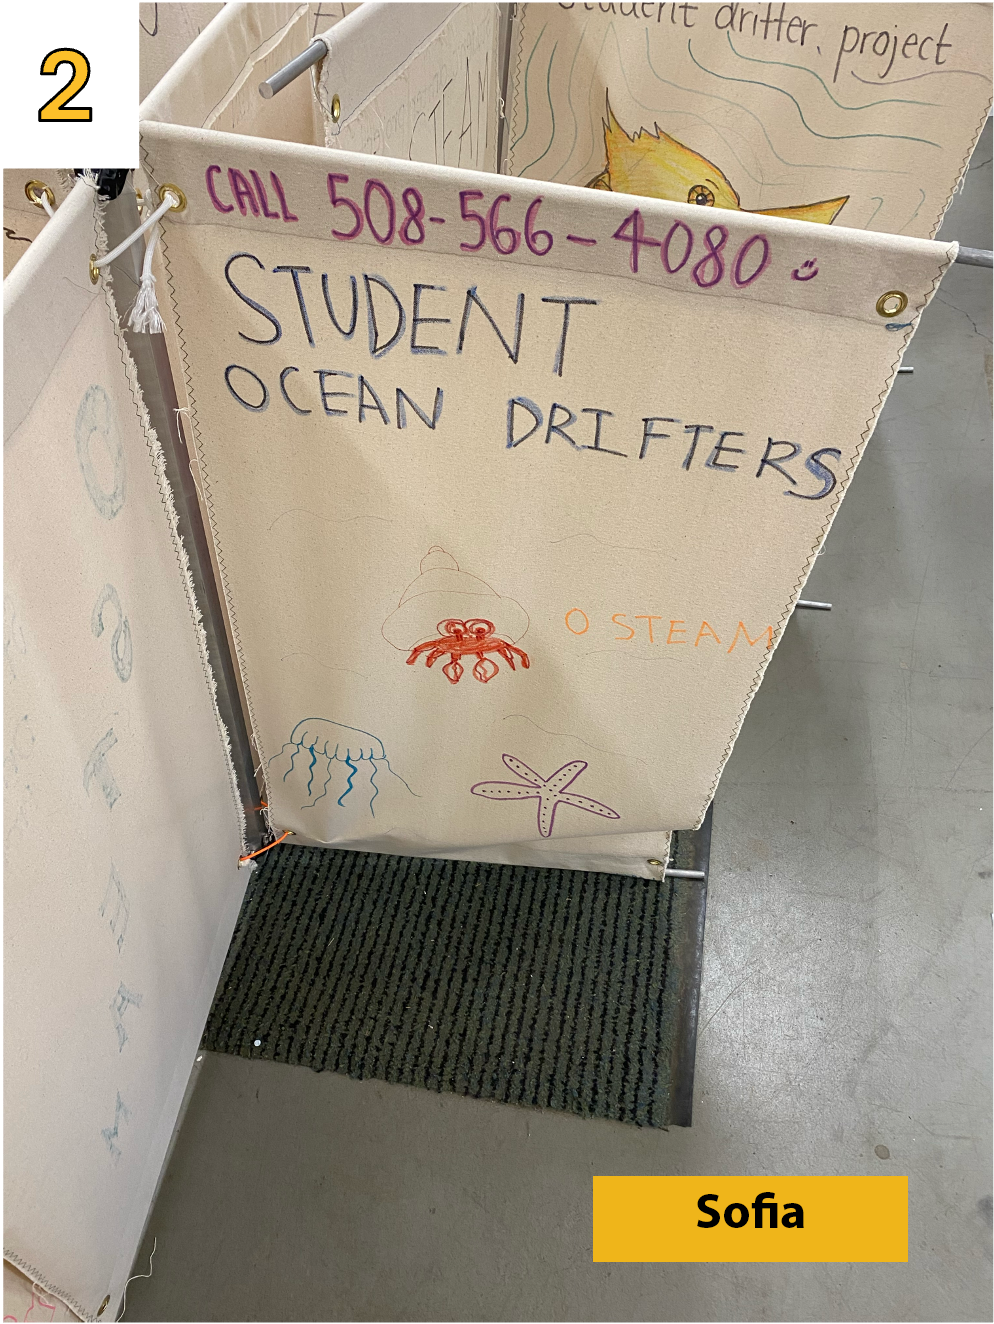 2
student drifter project
CALL 508-566-4080
STUDENT
OCEAN DRIFTERS
O STEAM
Sofia